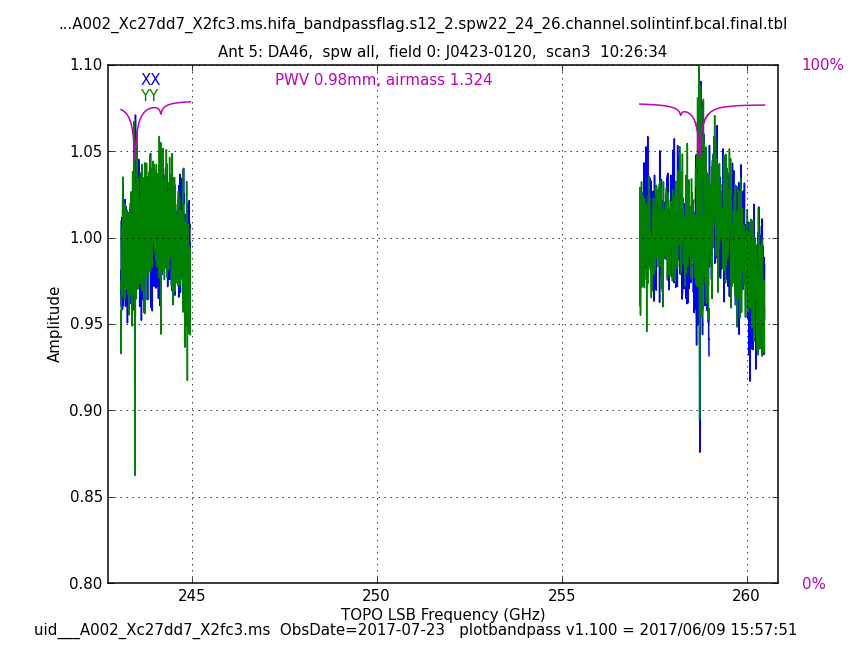 ...A002_Xc27dd7_X2fc3.ms.hifa_bandpassflag.s12_2.spw22_24_26.channel.solintinf.bcal.final.tbl
Ant 5: DA46,  spw all,  field 0: J0423-0120,  scan3  10:26:34
1.10
100%
XX
PWV 0.98mm, airmass 1.324
YY
1.05
1.00
0.95
Amplitude
0.90
0.85
0.80
0%
245
250
255
260
TOPO LSB Frequency (GHz)
uid___A002_Xc27dd7_X2fc3.ms  ObsDate=2017-07-23   plotbandpass v1.100 = 2017/06/09 15:57:51